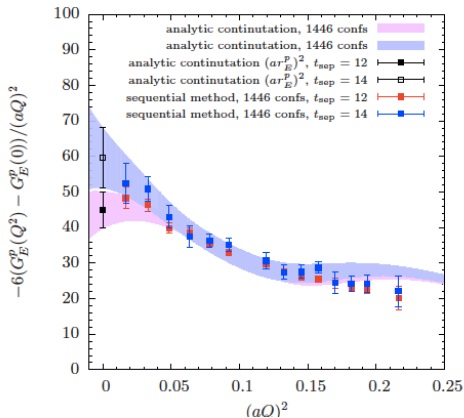 analytic continutation, 1446 confs
analytic continutation, 1446 confs
analytic continutation (ar_E^p)^2, t_sep = 12
analytic continutation (ar_E^p)^2, t_sep = 14
sequential method, 1446 confs, t_sep = 12
sequential method, 1446 confs, t_sep = 14
−6(G_E^p(Q^2) − G_E^p(0))/(aQ)^2
100
90
80
70
60
50
40
30
20
10
0
0 0.05 0.1 0.15 0.2 0.25
(aQ)^2